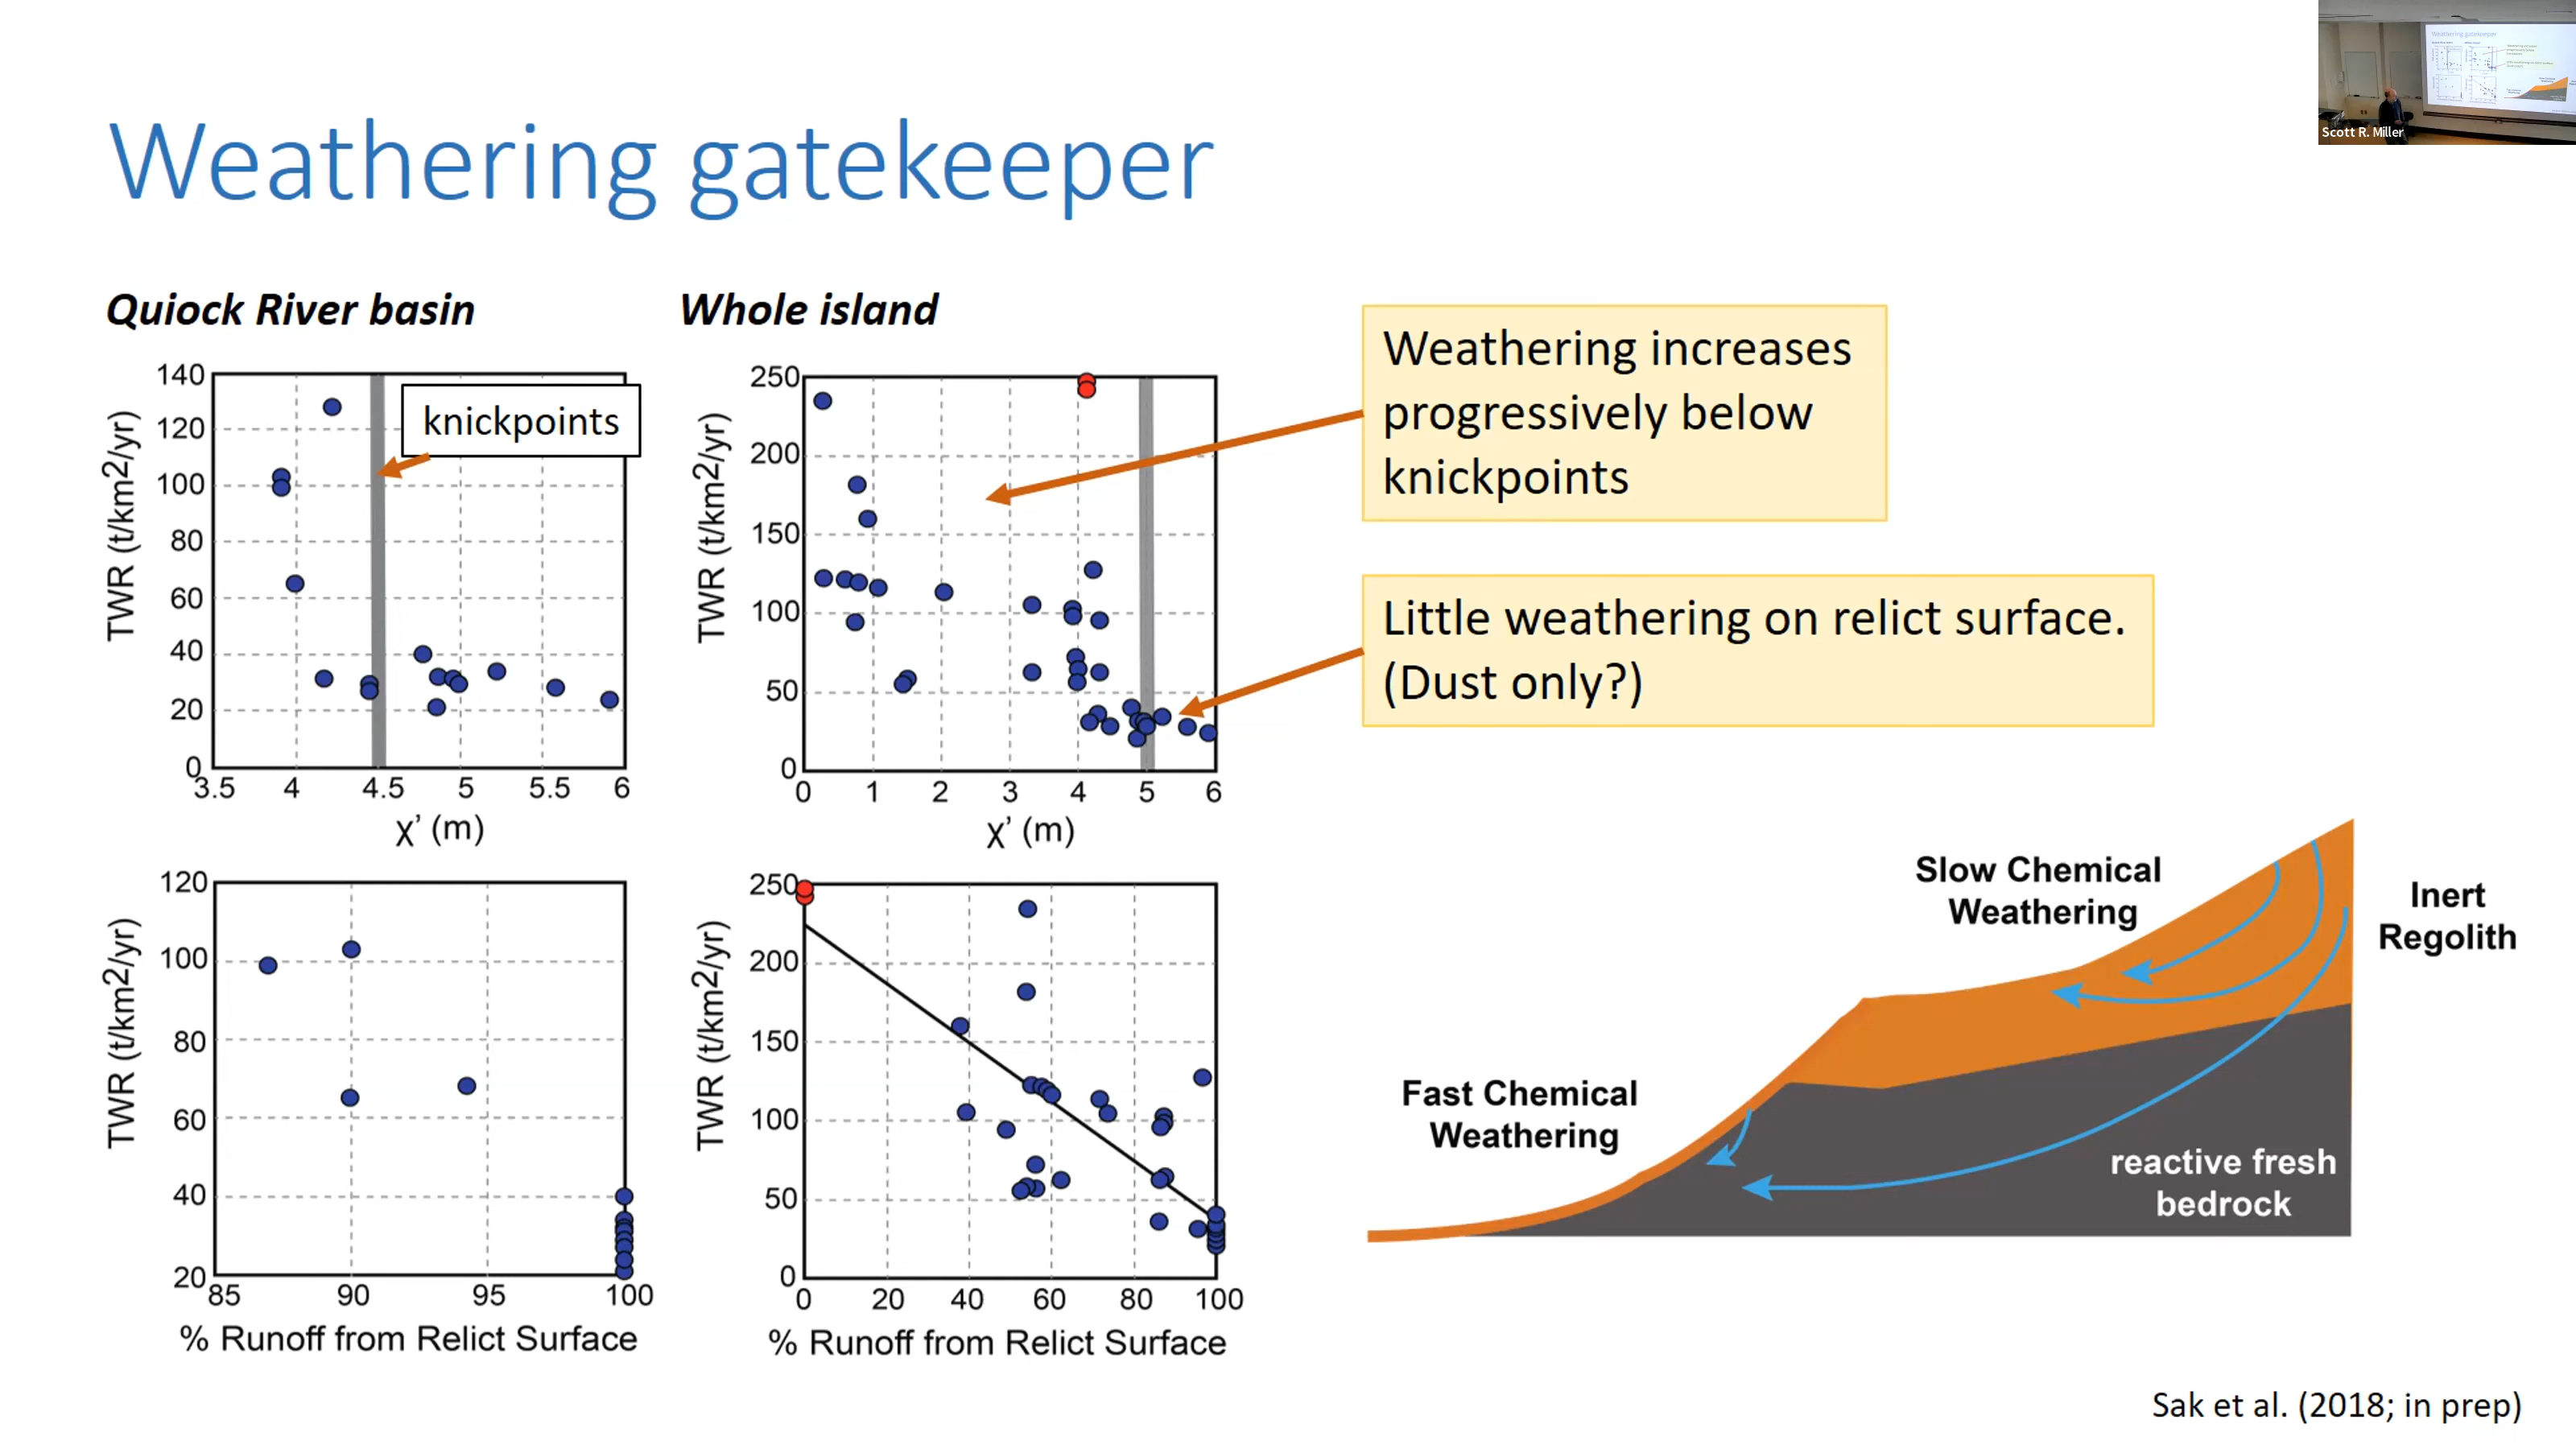 Scott R. Miller
Weathering gatekeeper
Quiock River basin
140
120
100
80
60
40
20
0
TWR (t/km2/yr)
knickpoints
3.5 4 4.5 5 5.5 6
χ' (m)
Whole island
250
200
150
100
50
0
TWR (t/km2/yr)
0 1 2 3 4 5 6
χ' (m)
Weathering increases
progressively below
knickpoints
Little weathering on relict surface.
(Dust only?)
120
100
80
60
40
20
TWR (t/km2/yr)
85 90 95 100
% Runoff from Relict Surface
250
200
150
100
50
0
TWR (t/km2/yr)
0 20 40 60 80 100
% Runoff from Relict Surface
Slow Chemical
Weathering
Inert
Regolith
Fast Chemical
Weathering
reactive fresh
bedrock
Sak et al. (2018; in prep)